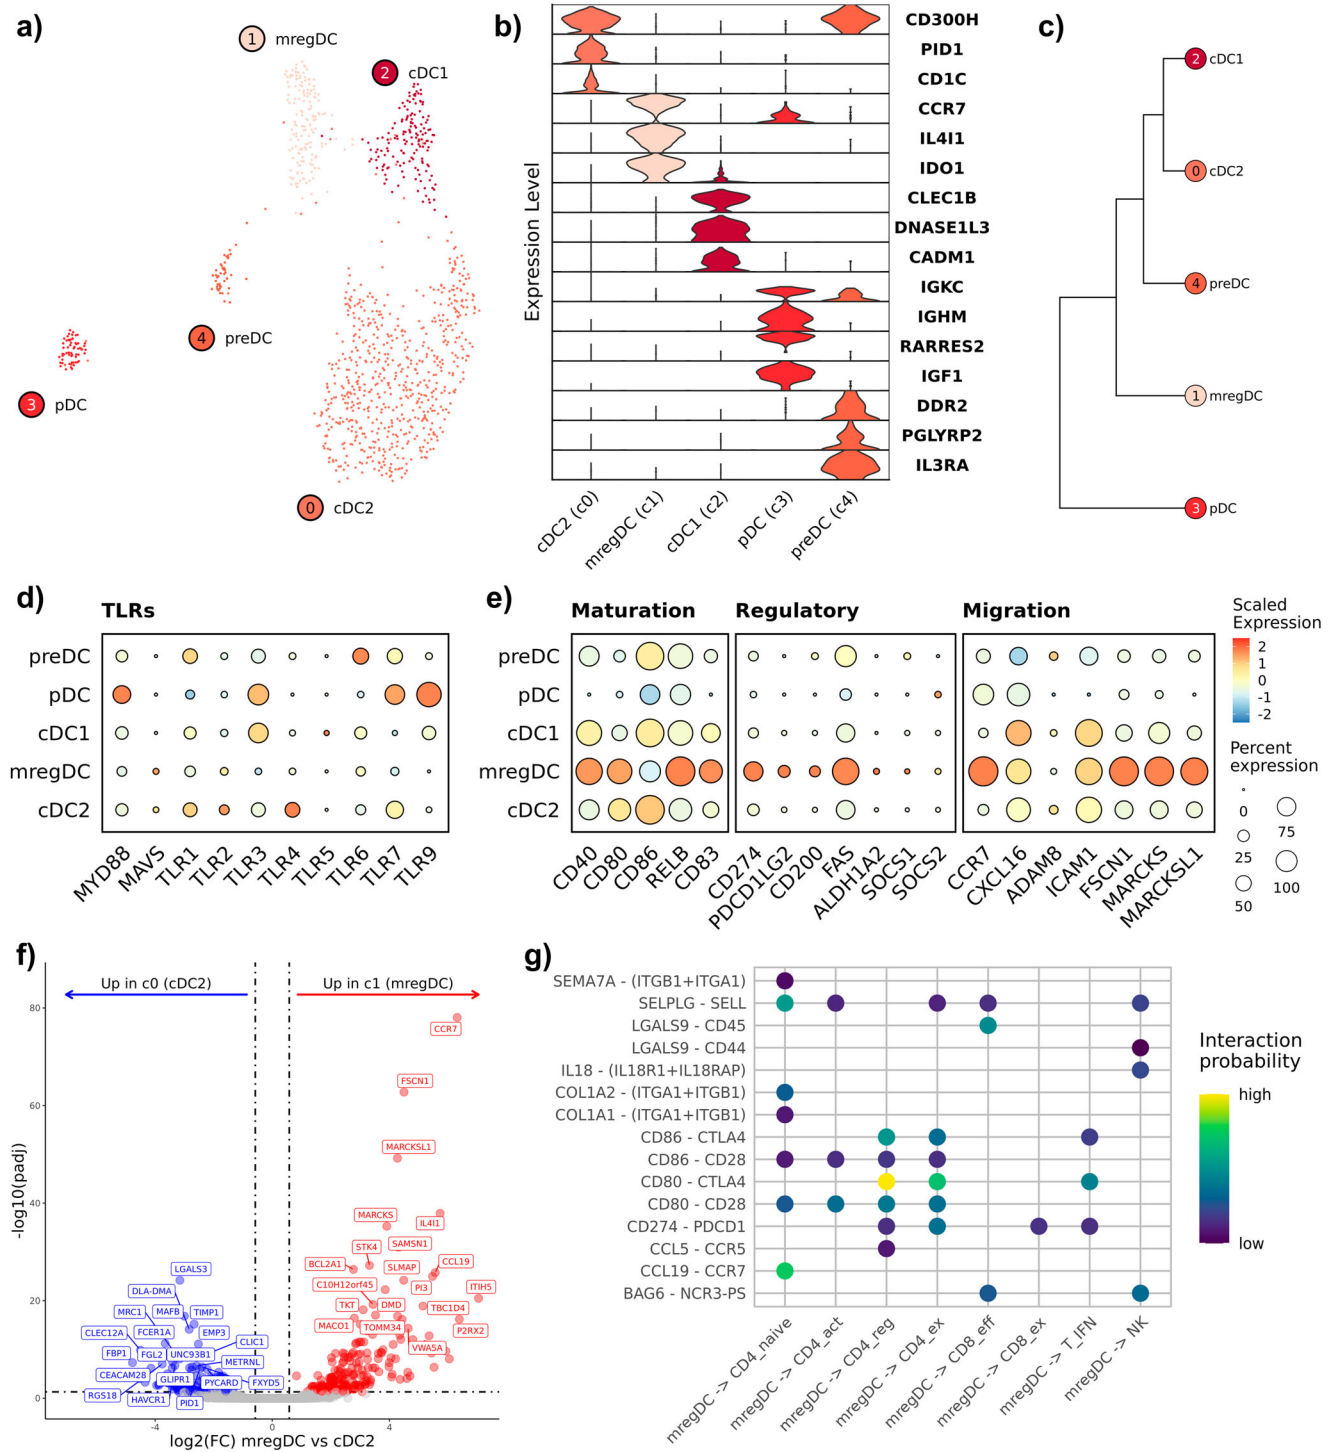 a)
1 mregDC
2 cDC1
4 preDC
3 pDC
0 cDC2
b)
Expression Level
CD300H
PID1
CD1C
CCR7
IL4I1
IDO1
CLEC1B
DNASE1L3
CADM1
IGKC
IGHM
RARRES2
IGF1
DDR2
PGLYRP2
IL3RA
cDC2 (c0)
mregDC (c1)
cDC1 (c2)
pDC (c3)
preDC (c4)
c)
2 cDC1
0 cDC2
4 preDC
1 mregDC
3 pDC
d)
TLRs
preDC
pDC
cDC1
mregDC
cDC2
MYD88
MAVS
TLR1
TLR2
TLR3
TLR4
TLR5
TLR6
TLR7
TLR9
e)
Maturation
Regulatory
Migration
CD40
CD80
CD86
RELB
CD83
CD274
PDCD1LG2
CD200
FAS
ALDH1A2
SOCS1
SOCS2
CCR7
CXCL16
ADAM8
ICAM1
FSCN1
MARCKS
MARCKSL1
Scaled
Expression
2
1
0
-1
-2
Percent
expression
0
25
50
75
100
f)
Up in c0 (cDC2)
Up in c1 (mregDC)
-log10(padj)
80
60
40
20
0
CCR7
FSCN1
MARCKSL1
MARCKS
IL4I1
STK4
SAMSN1
BCL2A1
SLMAP
CCL19
C10H12orf45
PI3
ITIH5
TKT
DMD
TBC1D4
MACO1
TOMM34
P2RX2
VWA5A
LGALS3
DLA-DMA
MRC1
MAFB
TIMP1
CLEC12A
FCER1A
EMP3
CLIC1
FBP1
FGL2
UNC93B1
METRNL
CEACAM28
GLIPR1
PYCARD
FXYD5
RGS18
HAVCR1
PID1
-4
0
4
log2(FC) mregDC vs cDC2
g)
SEMA7A - (ITGB1+ITGA1)
SELPLG - SELL
LGALS9 - CD45
LGALS9 - CD44
IL18 - (IL18R1+IL18RAP)
COL1A2 - (ITGA1+ITGB1)
COL1A1 - (ITGA1+ITGB1)
CD86 - CTLA4
CD86 - CD28
CD80 - CTLA4
CD80 - CD28
CD274 - PDCD1
CCL5 - CCR5
CCL19 - CCR7
BAG6 - NCR3-PS
mregDC -> CD4_naive
mregDC -> CD4_act
mregDC -> CD4_reg
mregDC -> CD4_ex
mregDC -> CD8_eff
mregDC -> CD8_ex
mregDC -> T_IFN
mregDC -> NK
Interaction
probability
high
low